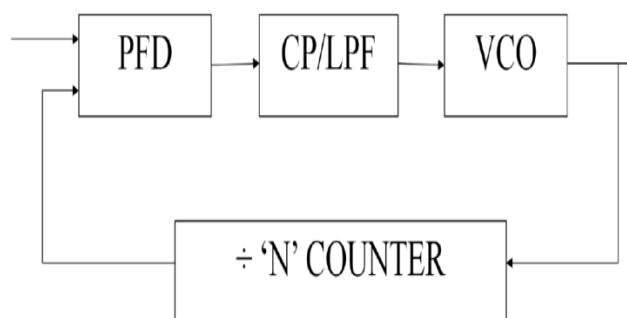 PFD
CP/LPF
VCO
÷ ‘N’ COUNTER